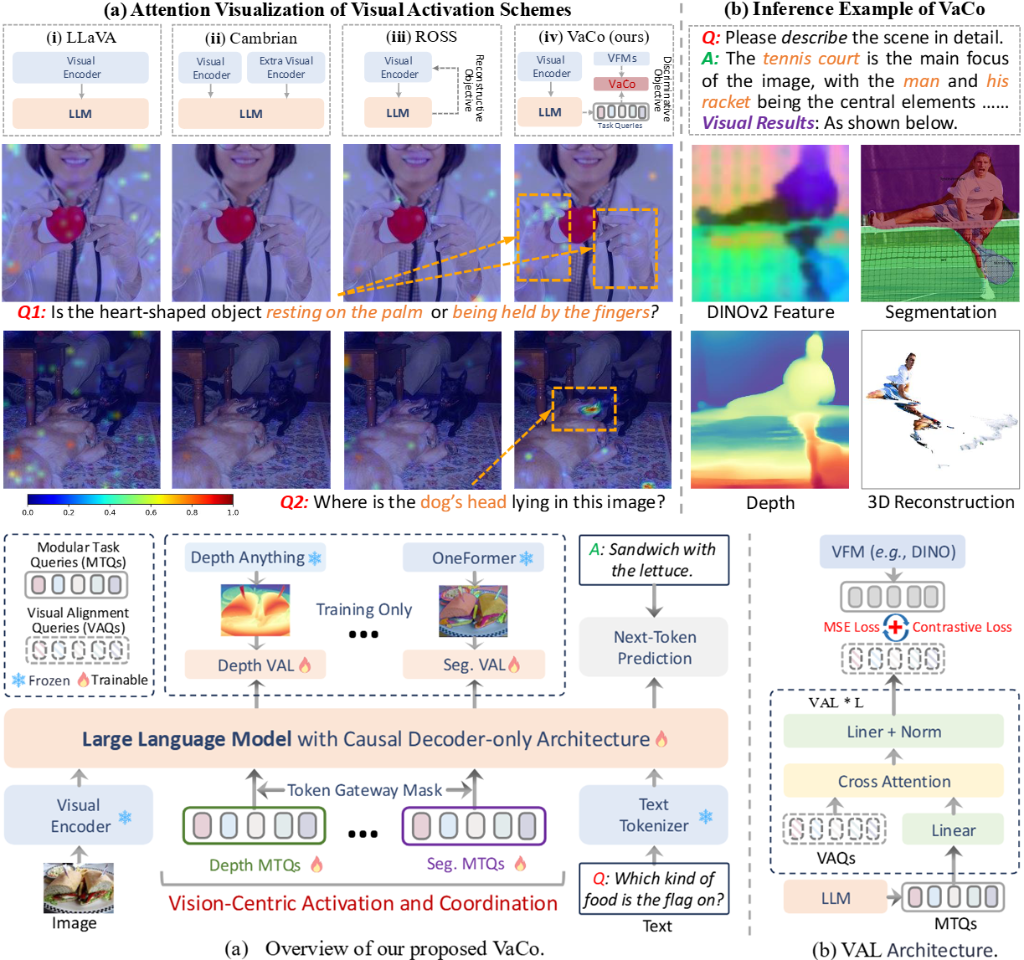 (a) Attention Visualization of Visual Activation Schemes
(i) LLaVA
Visual
Encoder
LLM
(ii) Cambrian
Visual
Encoder
Extra Visual
Encoder
LLM
(iii) ROSS
Visual
Encoder
LLM
Reconstructive
Objective
(iv) VaCo (ours)
Visual
Encoder
VFMs
VaCo
LLM
Task Queries
Discriminative
Objective
Q1: Is the heart-shaped object resting on the palm or being held by the fingers?
0.0 0.2 0.4 0.6 0.8 1.0
Q2: Where is the dog's head lying in this image?
(b) Inference Example of VaCo
Q: Please describe the scene in detail.
A: The tennis court is the main focus
of the image, with the man and his
racket being the central elements ......
Visual Results: As shown below.
DINOv2 Feature
Segmentation
Depth
3D Reconstruction
Modular Task
Queries (MTQs)
Visual Alignment
Queries (VAQs)
Frozen
Trainable
Depth Anything
OneFormer
Training Only
...
Depth VAL
Seg. VAL
A: Sandwich with
the lettuce.
Next-Token
Prediction
Large Language Model with Causal Decoder-only Architecture
Visual
Encoder
Token Gateway Mask
...
Text
Tokenizer
Depth MTQs
Seg. MTQs
Vision-Centric Activation and Coordination
Image
Q: Which kind of
food is the flag on?
Text
(a) Overview of our proposed VaCo.
VFM (e.g., DINO)
MSE Loss
Contrastive Loss
VAL * L
Liner + Norm
Cross Attention
VAQs
Linear
LLM
MTQs
(b) VAL Architecture.